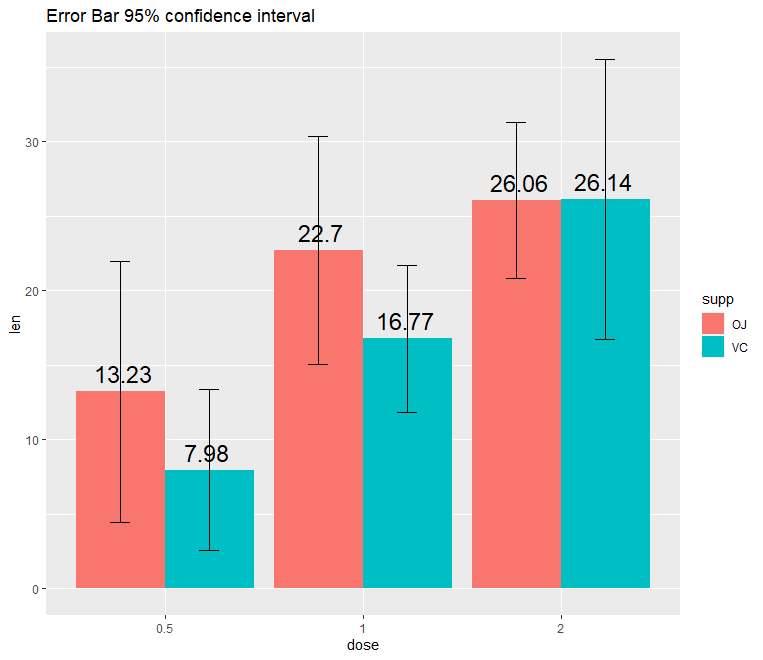 Error Bar 95% confidence interval
len
30
20
10
0
13.23
7.98
22.7
16.77
26.06
26.14
0.5
1
2
dose
supp
OJ
VC